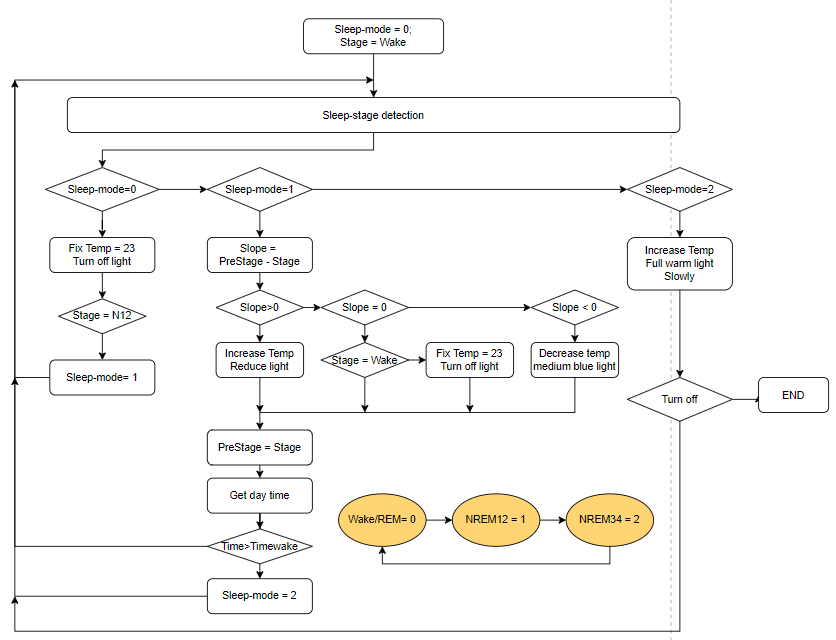 Sleep-mode = 0;
Stage = Wake
Sleep-stage detection
Sleep-mode=0
Sleep-mode=1
Sleep-mode=2
Fix Temp = 23
Turn off light
Slope =
PreStage - Stage
Increase Temp
Full warm light
Slowly
Stage = N12
Slope>0
Slope = 0
Slope < 0
Increase Temp
Reduce light
Stage = Wake
Fix Temp = 23
Turn off light
Decrease temp
medium blue light
Sleep-mode= 1
Turn off
END
PreStage = Stage
Get day time
Wake/REM= 0
NREM12 = 1
NREM34 = 2
Time>Timewake
Sleep-mode = 2